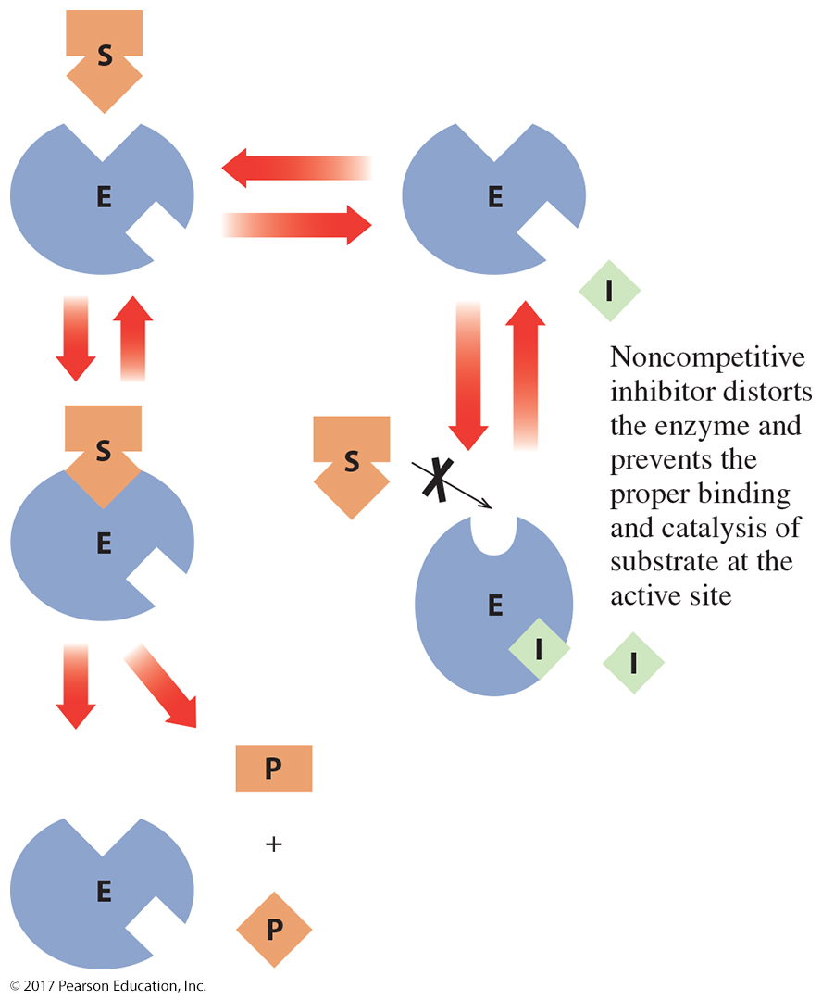 S
E
E
I
Noncompetitive
inhibitor distorts
the enzyme and
prevents the
proper binding
and catalysis of
substrate at the
active site
S
E
S
E
I
I
P
+
E
P
© 2017 Pearson Education, Inc.